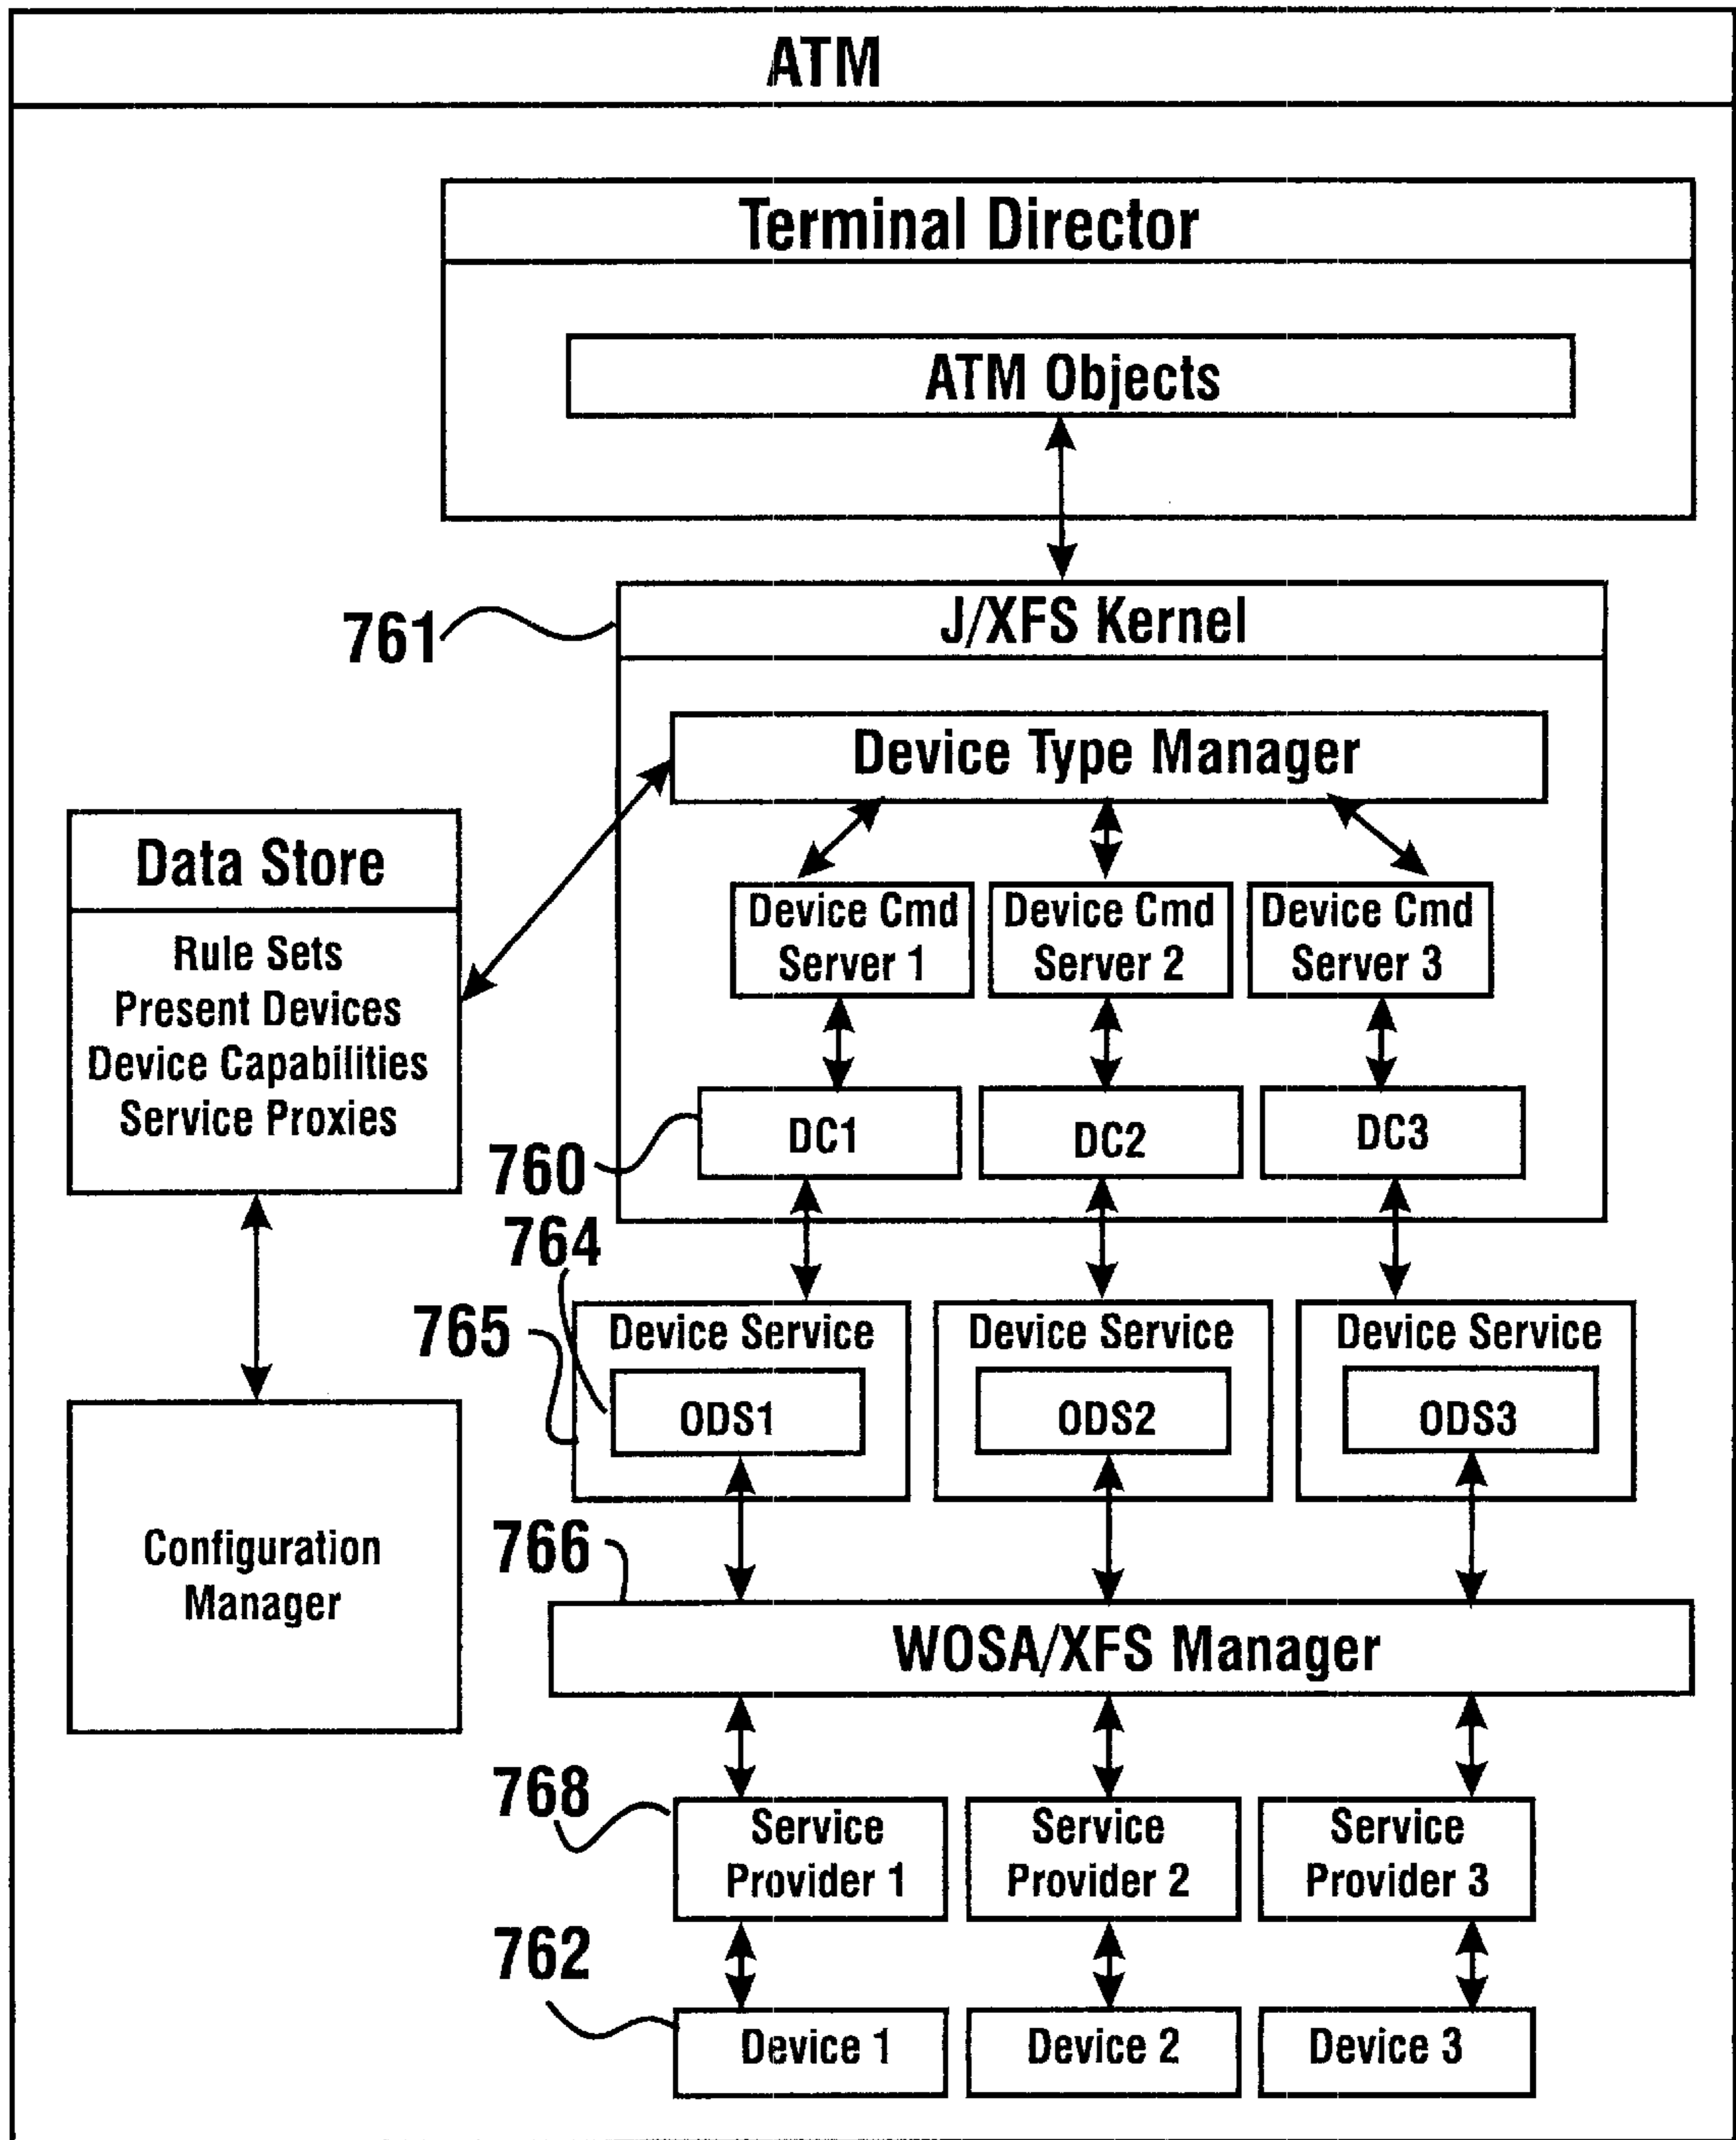 ATM
Terminal Director
ATM Objects
761
J/XFS Kernel
Device Type Manager
Data Store
Rule Sets
Present Devices
Device Capabilities
Service Proxies
Device Cmd
Server 1
Device Cmd
Server 2
Device Cmd
Server 3
760
DC1
DC2
DC3
764
765
Device Service
ODS1
Device Service
ODS2
Device Service
ODS3
Configuration
Manager
766
WOSA/XFS Manager
768
Service
Provider 1
Service
Provider 2
Service
Provider 3
762
Device 1
Device 2
Device 3